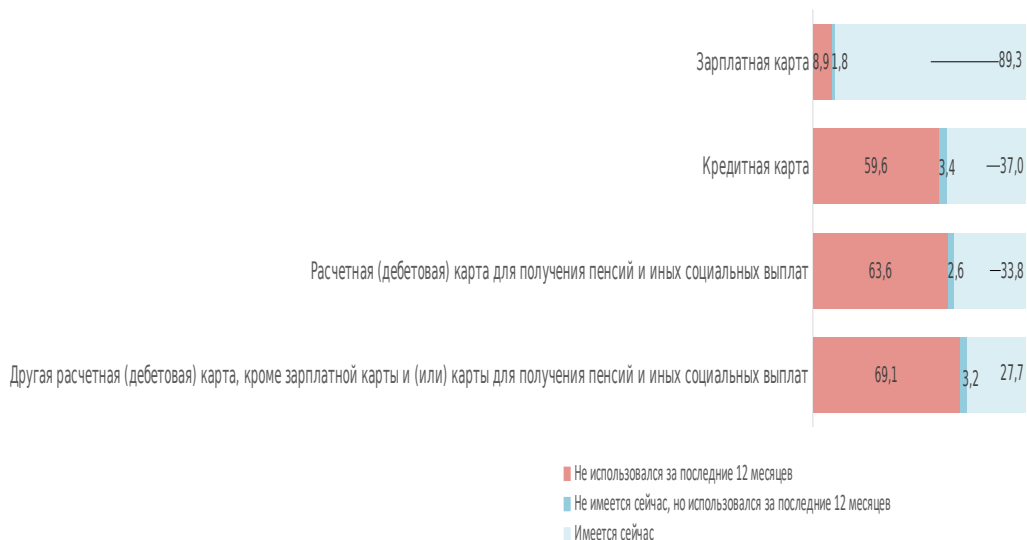 Зарплатная карта 8,9 1,8 89,3
Кредитная карта 59,6 3,4 37,0
Расчетная (дебетовая) карта для получения пенсий и иных социальных выплат 63,6 2,6 33,8
Другая расчетная (дебетовая) карта, кроме зарплатной карты и (или) карты для получения пенсий и иных социальных выплат 69,1 3,2 27,7
Не использовался за последние 12 месяцев
Не имеется сейчас, но использовался за последние 12 месяцев
Имеется сейчас